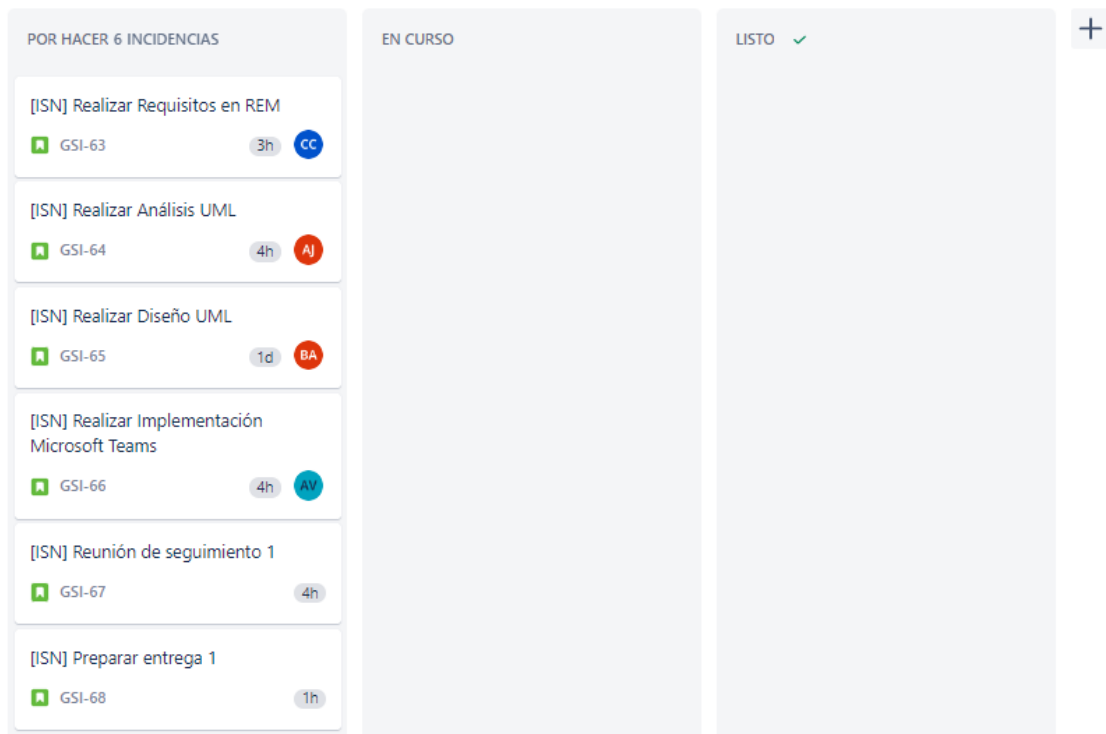 POR HACER 6 INCIDENCIAS
[ISN] Realizar Requisitos en REM
GSI-63 3h CC
[ISN] Realizar Análisis UML
GSI-64 4h AJ
[ISN] Realizar Diseño UML
GSI-65 1d BA
[ISN] Realizar Implementación
Microsoft Teams
GSI-66 4h AV
[ISN] Reunión de seguimiento 1
GSI-67 4h
[ISN] Preparar entrega 1
GSI-68 1h
EN CURSO
LISTO